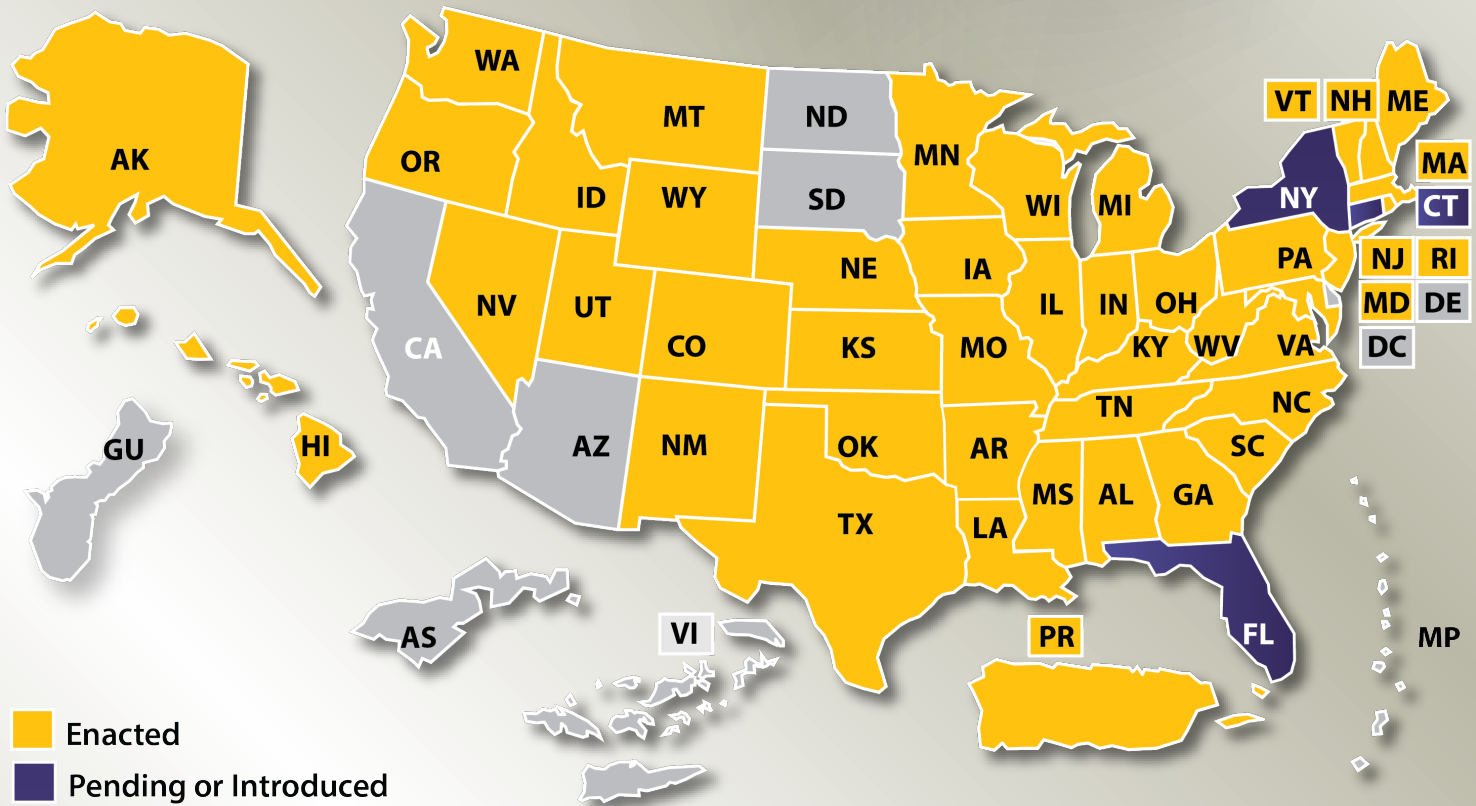 WA
MT
ND
MN
VT
NH
ME
AK
OR
ID
WY
SD
WI
MI
NY
MA
CT
NV
UT
CO
NE
IA
IL
IN
OH
PA
NJ
RI
MD
DE
CA
KS
MO
KY
WV
VA
DC
GU
HI
AZ
NM
OK
AR
TN
NC
SC
TX
LA
MS
AL
GA
AS
VI
PR
FL
MP
Enacted
Pending or Introduced